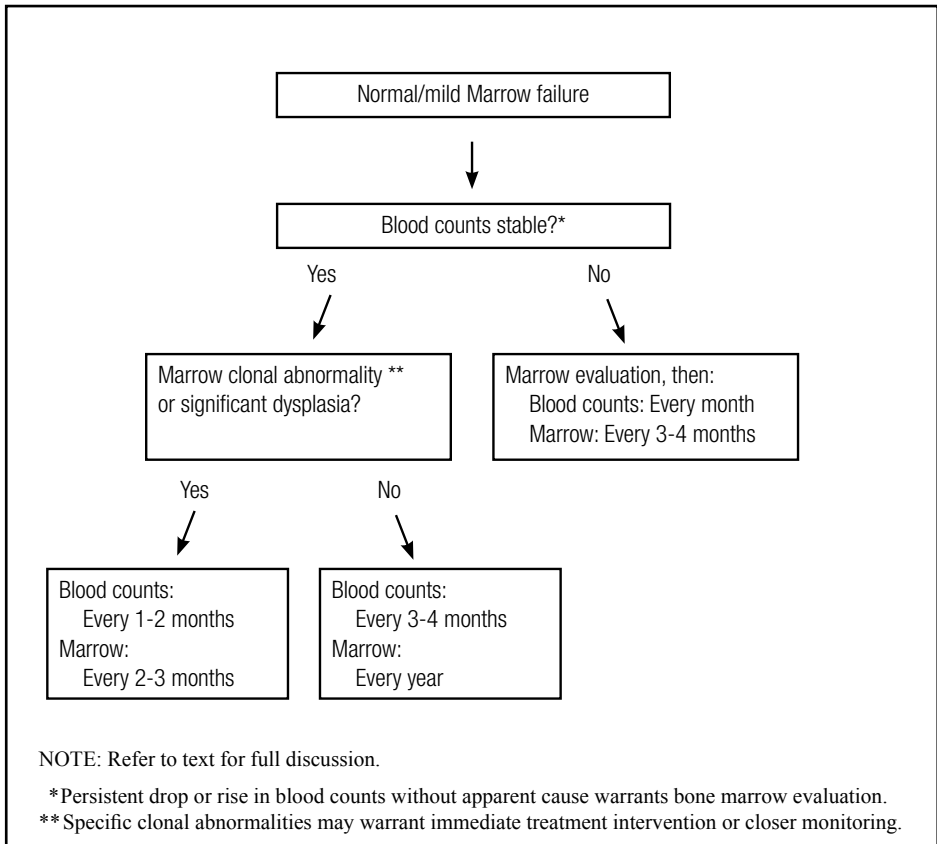 Normal/mild Marrow failure
Blood counts stable?*
Yes
No
Marrow clonal abnormality **
or significant dysplasia?
Marrow evaluation, then:
Blood counts: Every month
Marrow: Every 3-4 months
Yes
No
Blood counts:
Every 1-2 months
Marrow:
Every 2-3 months
Blood counts:
Every 3-4 months
Marrow:
Every year
NOTE: Refer to text for full discussion.
*Persistent drop or rise in blood counts without apparent cause warrants bone marrow evaluation.
**Specific clonal abnormalities may warrant immediate treatment intervention or closer monitoring.